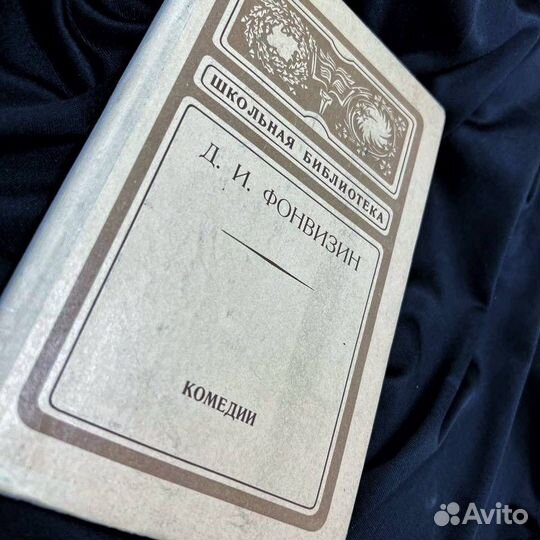 ШКОЛЬНАЯ БИБЛИОТЕКА
Д. И. ФОНВИЗИН
КОМЕДИИ
Avito